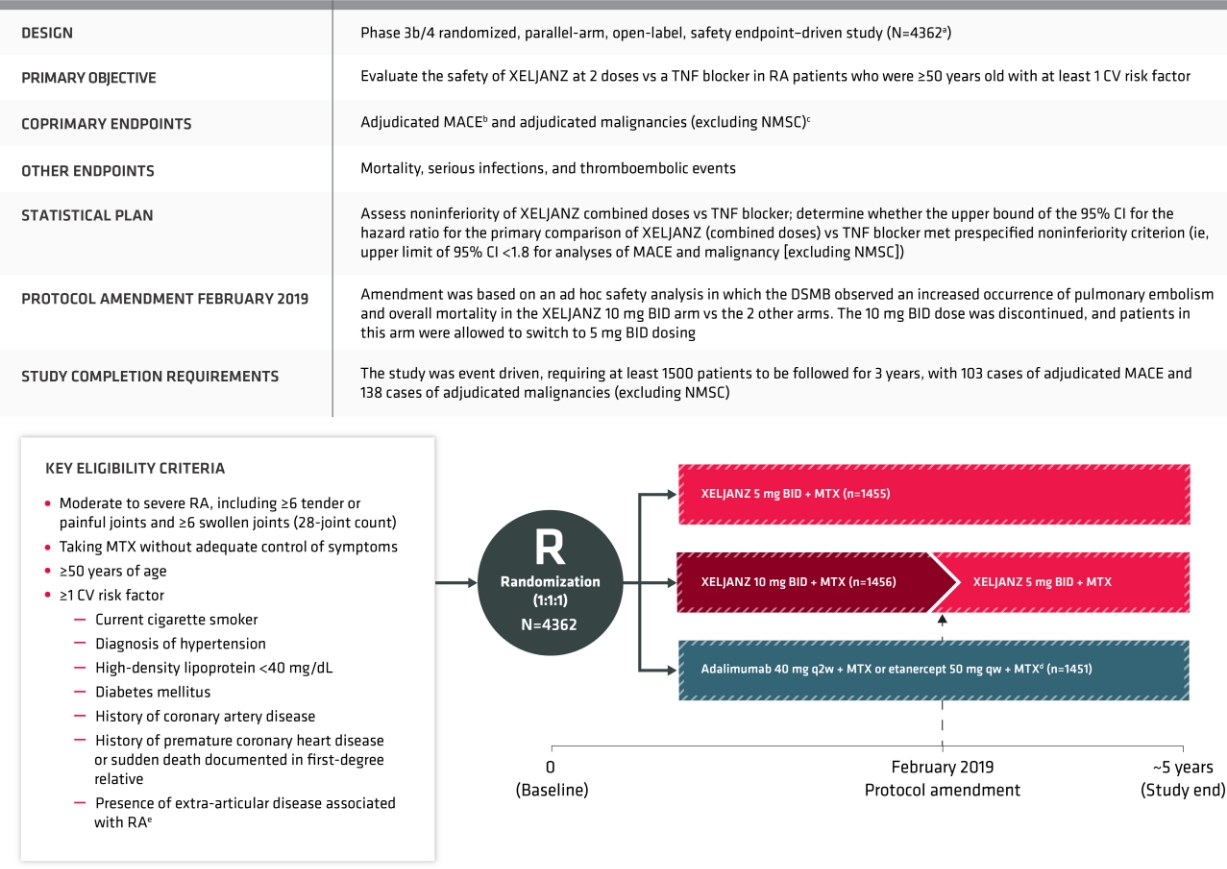 DESIGN
Phase 3b/4 randomized, parallel-arm, open-label, safety endpoint–driven study (N=4362ᵃ)
PRIMARY OBJECTIVE
Evaluate the safety of XELJANZ at 2 doses vs a TNF blocker in RA patients who were ≥50 years old with at least 1 CV risk factor
COPRIMARY ENDPOINTS
Adjudicated MACEᵇ and adjudicated malignancies (excluding NMSC)ᶜ
OTHER ENDPOINTS
Mortality, serious infections, and thromboembolic events
STATISTICAL PLAN
Assess noninferiority of XELJANZ combined doses vs TNF blocker; determine whether the upper bound of the 95% CI for the
hazard ratio for the primary comparison of XELJANZ (combined doses) vs TNF blocker met prespecified noninferiority criterion (ie,
upper limit of 95% CI <1.8 for analyses of MACE and malignancy [excluding NMSC])
PROTOCOL AMENDMENT FEBRUARY 2019
Amendment was based on an ad hoc safety analysis in which the DSMB observed an increased occurrence of pulmonary embolism
and overall mortality in the XELJANZ 10 mg BID arm vs the 2 other arms. The 10 mg BID dose was discontinued, and patients in
this arm were allowed to switch to 5 mg BID dosing
STUDY COMPLETION REQUIREMENTS
The study was event driven, requiring at least 1500 patients to be followed for 3 years, with 103 cases of adjudicated MACE and
138 cases of adjudicated malignancies (excluding NMSC)
KEY ELIGIBILITY CRITERIA
• Moderate to severe RA, including ≥6 tender or
painful joints and ≥6 swollen joints (28-joint count)
• Taking MTX without adequate control of symptoms
• ≥50 years of age
• ≥1 CV risk factor
— Current cigarette smoker
— Diagnosis of hypertension
— High-density lipoprotein <40 mg/dL
— Diabetes mellitus
— History of coronary artery disease
— History of premature coronary heart disease
or sudden death documented in first-degree
relative
— Presence of extra-articular disease associated
with RAᵉ
R
Randomization
(1:1:1)
N=4362
XELJANZ 5 mg BID + MTX (n=1455)
XELJANZ 10 mg BID + MTX (n=1456)
XELJANZ 5 mg BID + MTX
Adalimumab 40 mg q2w + MTX or etanercept 50 mg qw + MTXᵈ (n=1451)
0
(Baseline)
February 2019
Protocol amendment
~5 years
(Study end)